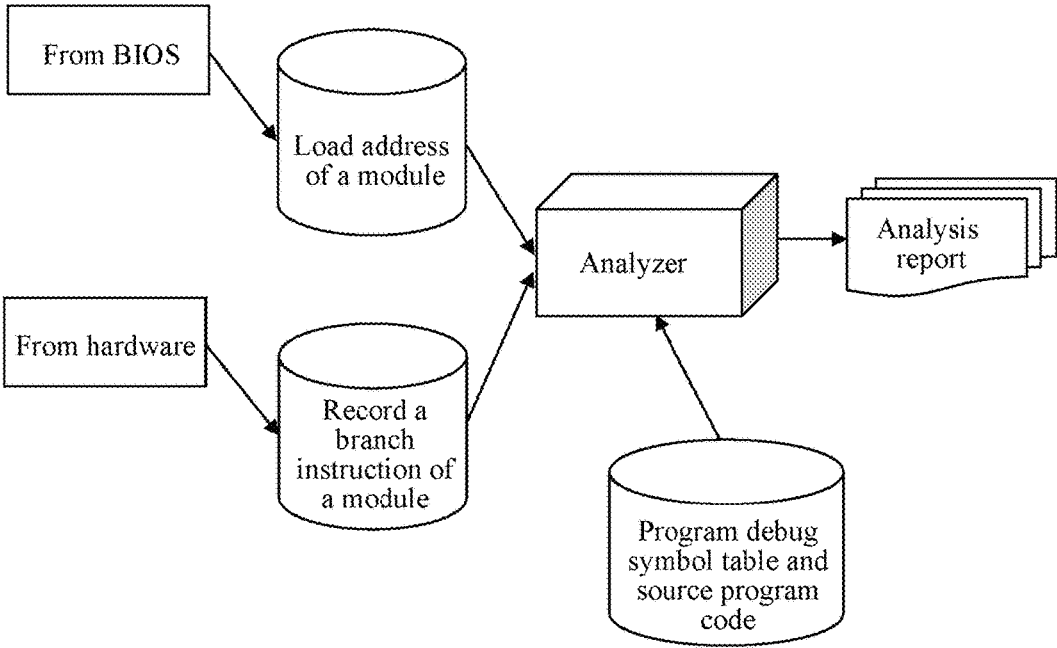 From BIOS
Load address
of a module
Analyzer
Analysis
report
From hardware
Record a
branch
instruction of
a module
Program debug
symbol table and
source program
code